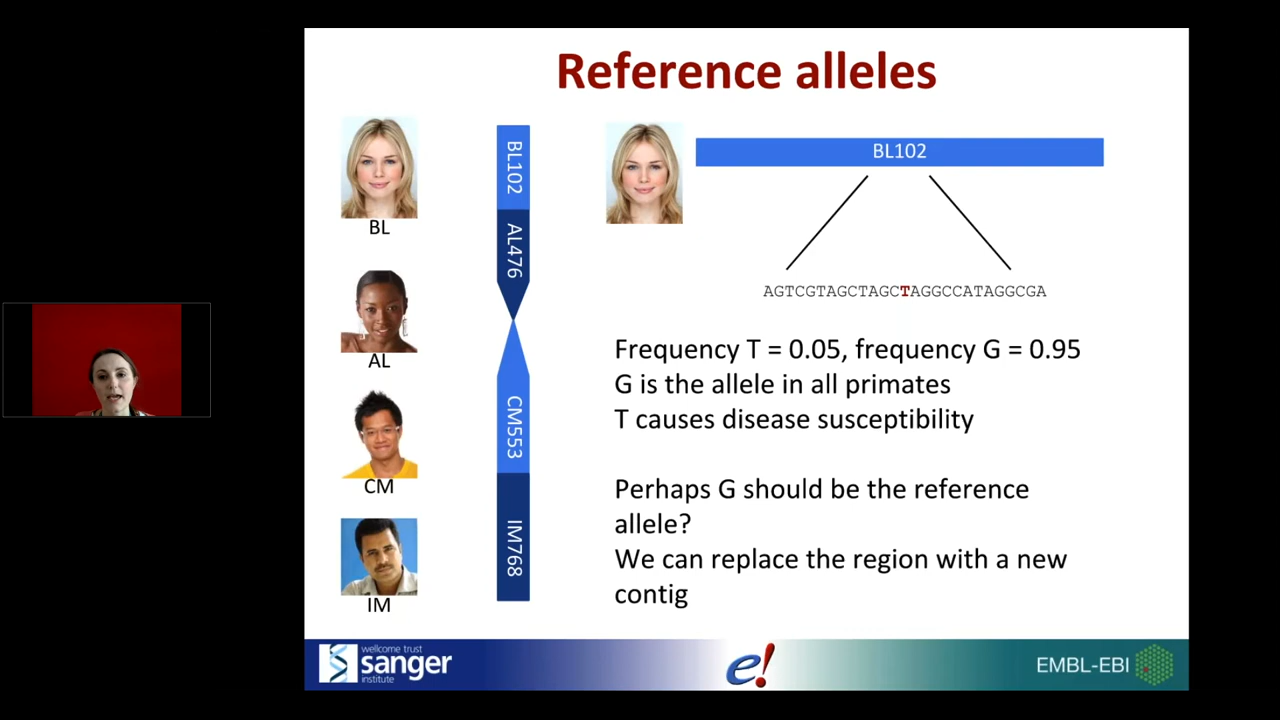 Reference alleles
BL
AL
CM
IM
BL102
AL476
CM553
IM768
BL102
AGTCGTAGCTAGCTAGGCCATAGGCGA
Frequency T = 0.05, frequency G = 0.95
G is the allele in all primates
T causes disease susceptibility
Perhaps G should be the reference
allele?
We can replace the region with a new
contig
wellcome trust
sanger
institute
e!
EMBL-EBI